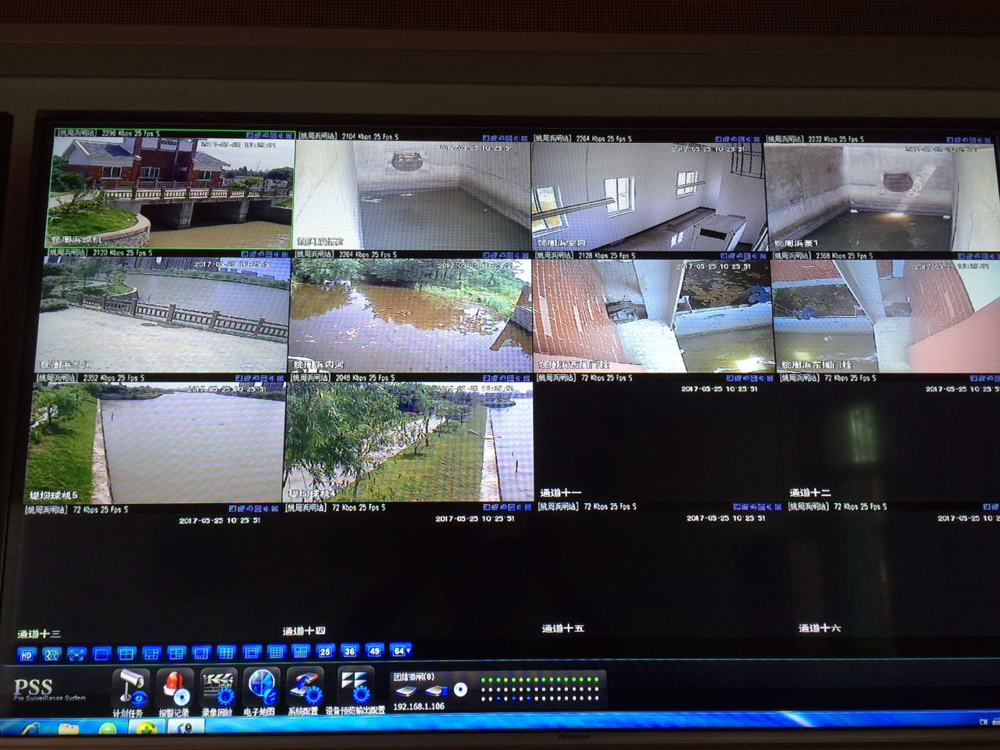 [姚周浜闸站] 2296 Kbps 25 Fps S
[姚周浜闸站] 2104 Kbps 25 Fps S
[姚周浜闸站] 2264 Kbps 25 Fps S
[姚周浜闸站] 2232 Kbps 25 Fps S
2017-05-25 10:25:51
2017-05-25 10:25:51
2017-05-25 10:25:51
2017-05-25 10:25:51
姚周浜球机
姚周浜泵2
姚周浜室内
姚周浜泵1
[姚周浜闸站] 2120 Kbps 25 Fps S
[姚周浜闸站] 2264 Kbps 25 Fps S
[姚周浜闸站] 2128 Kbps 25 Fps S
[姚周浜闸站] 2368 Kbps 25 Fps S
2017-05-25 10:25:51
2017-05-25 10:25:51
2017-05-25 10:25:51
2017-05-25 10:25:51
姚周浜外河
姚周浜内河
姚周浜西插门栓
姚周浜东插门栓
[姚周浜闸站] 2352 Kbps 25 Fps S
[姚周浜闸站] 2048 Kbps 25 Fps S
[姚周浜闸站] 72 Kbps 25 Fps S
[姚周浜闸站] 72 Kbps 25 Fps S
2017-05-25 10:25:51
2017-05-25 10:25:51
2017-05-25 10:25:51
2017-05-25 10:25:5
堤坝球机5
堤坝球机4
通道十一
通道十二
[姚周浜闸站] 72 Kbps 25 Fps S
[姚周浜闸站] 72 Kbps 25 Fps S
[姚周浜闸站] 72 Kbps 25 Fps S
[姚周浜闸站] 72 Kbps 25 Fps S
2017-05-25 10:25:51
2017-05-25 10:25:51
2017-05-25 10:25:51
2017-05-25 10:2
通道十三
通道十四
通道十五
通道十六
HD 25 36 49 64
PSS
Pro Surveillance System
计划任务
报警记录
录像回放
电子地图
系统配置
设备预览输出配置
192.168.1.106
CH
Hisense